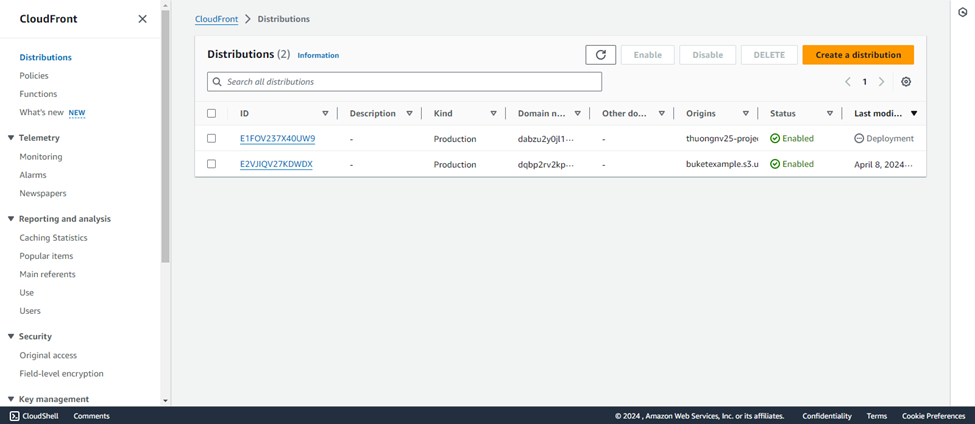 CloudFront
Distributions
Policies
Functions
What's new NEW
Telemetry
Monitoring
Alarms
Newspapers
Reporting and analysis
Caching Statistics
Popular items
Main referents
Use
Users
Security
Original access
Field-level encryption
Key management
CloudFront > Distributions
Distributions (2) Information
Enable Disable DELETE Create a distribution
Search all distributions
1
ID Description Kind Domain n... Other do... Origins Status Last modi...
E1FOV237X40UW9 - Production dabzu2y0jl1... - thuongnv25-projec Enabled Deployment
E2VJIQV27KDWDX - Production dqbp2rv2kp... - buketexample.s3.u Enabled April 8, 2024...
CloudShell Comments © 2024 , Amazon Web Services, Inc. or its affiliates. Confidentiality Terms Cookie Preferences